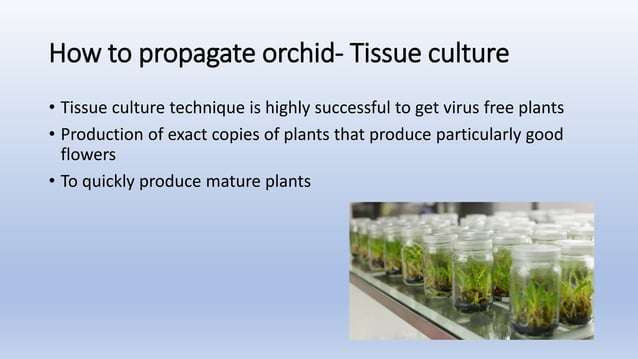 How to propagate orchid- Tissue culture
• Tissue culture technique is highly successful to get virus free plants
• Production of exact copies of plants that produce particularly good
flowers
• To quickly produce mature plants